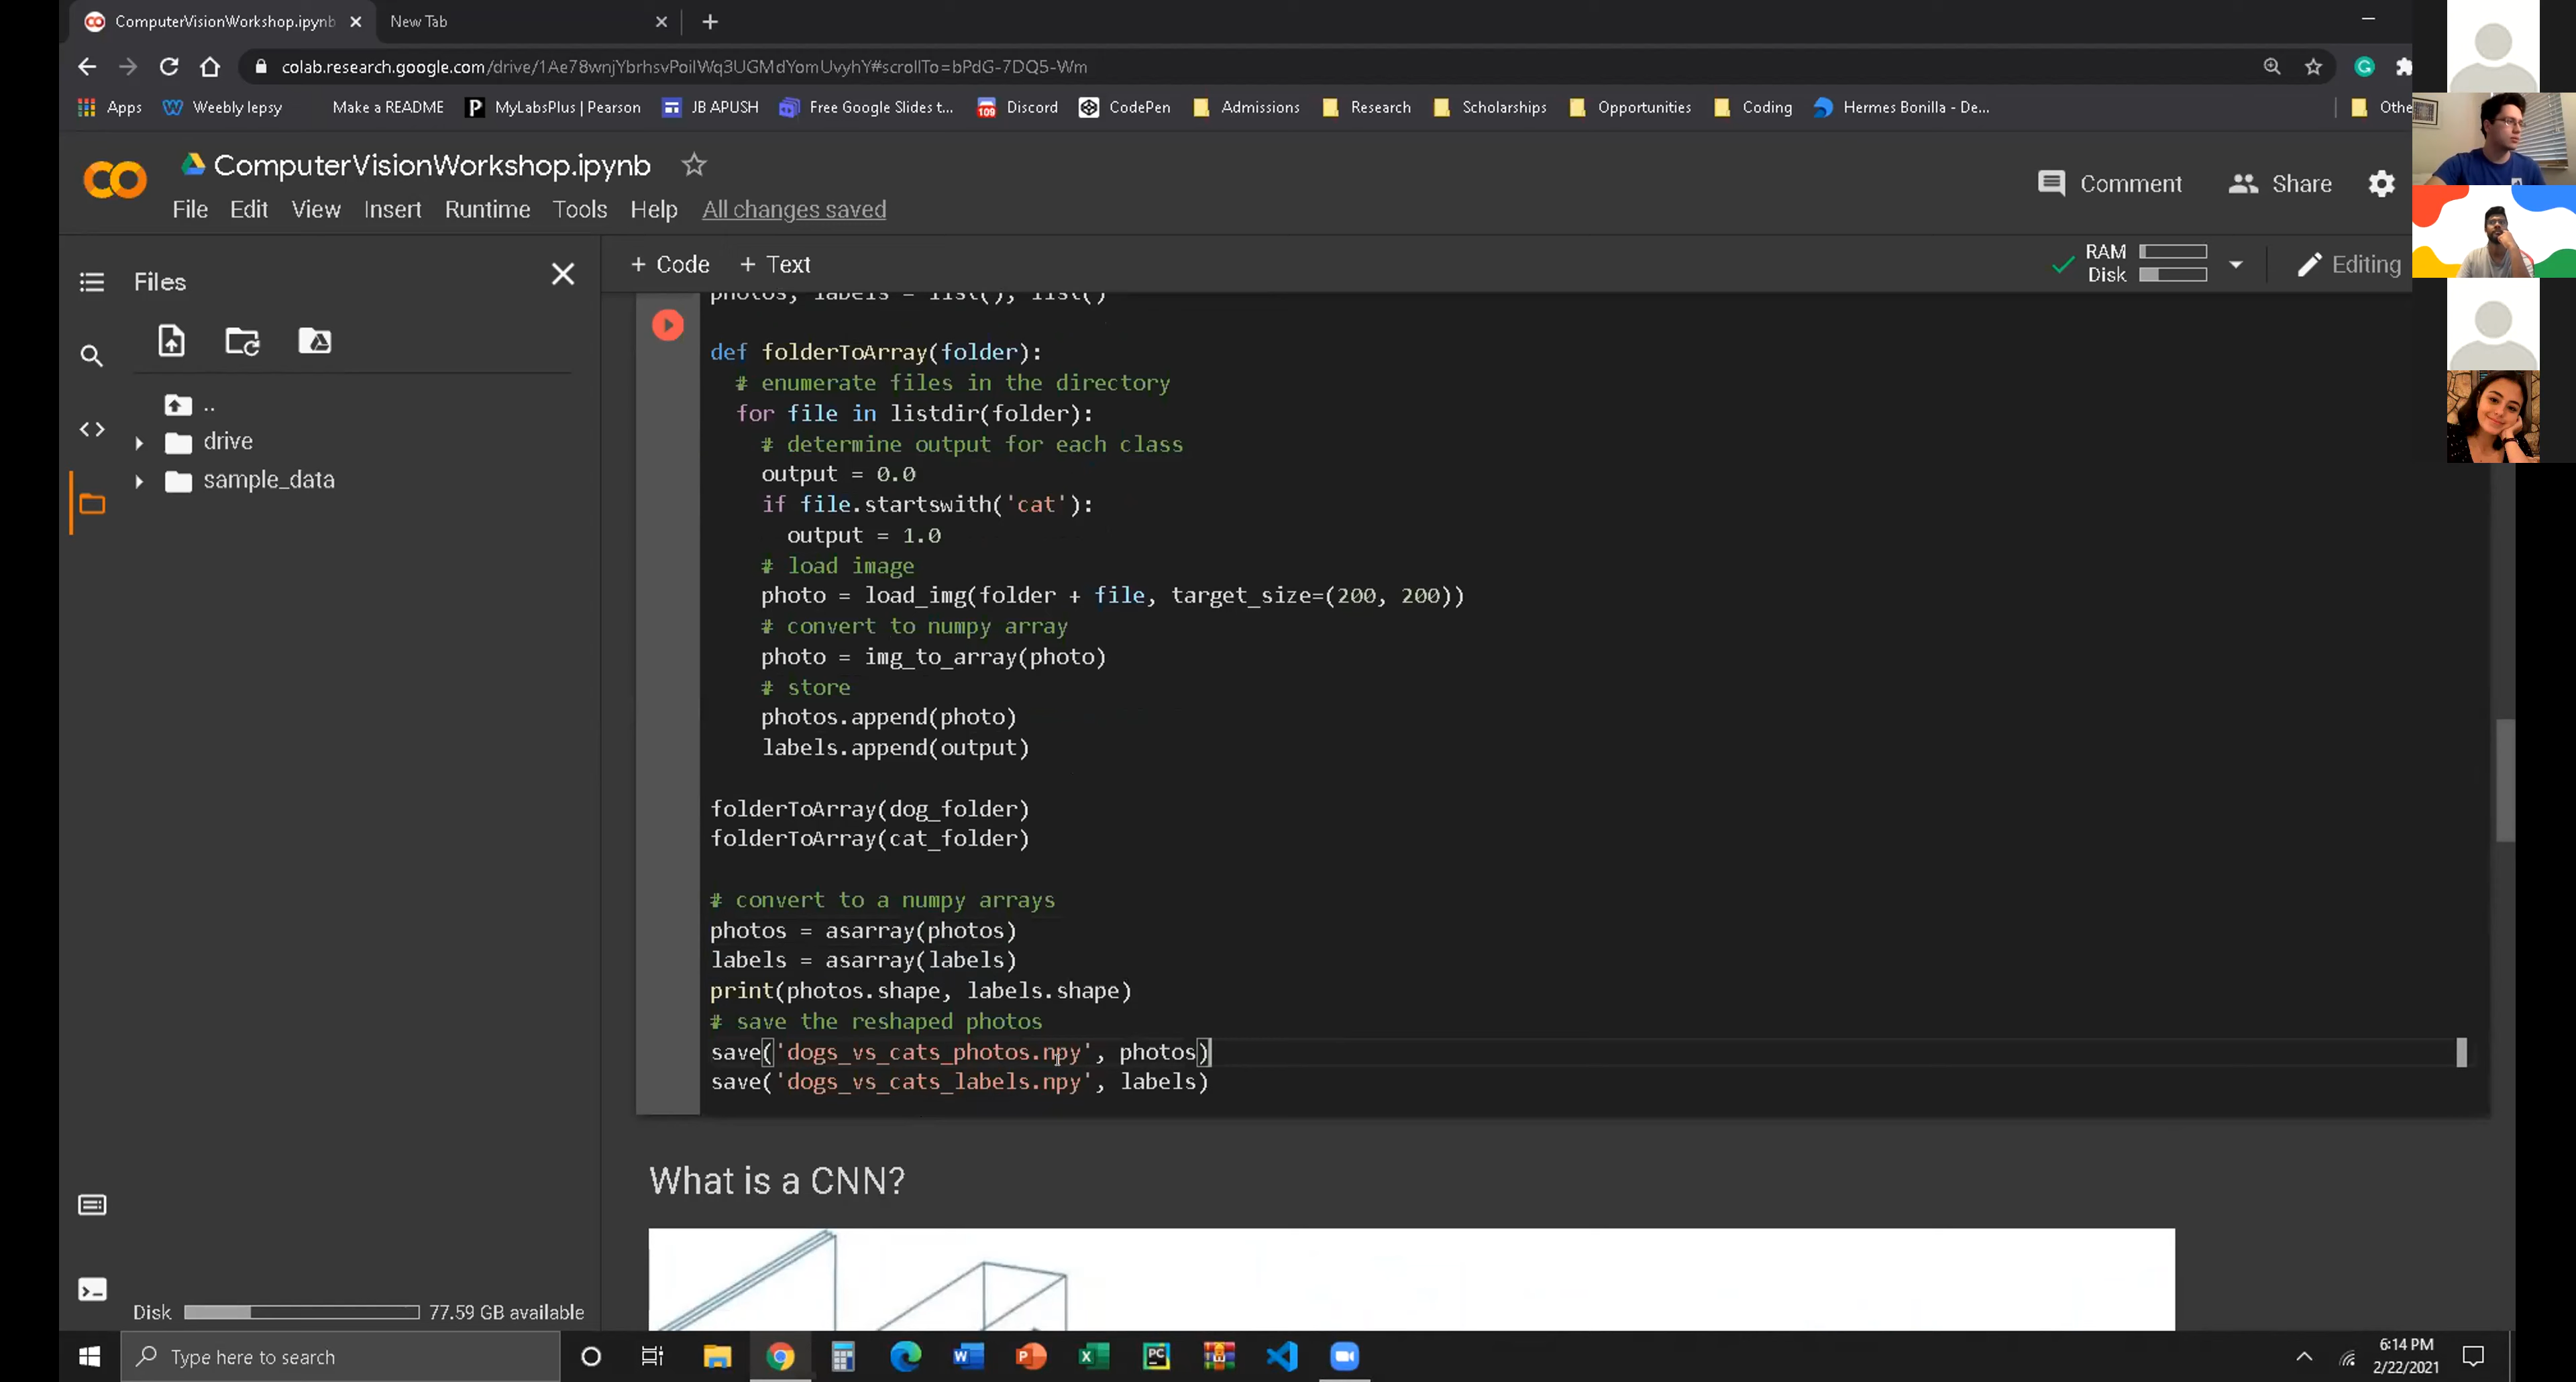 ComputerVisionWorkshop.ipynb
New Tab
colab.research.google.com/drive/1Ae78wnjYbrhsvPoilWq3UGMdYomUvyhY#scrollTo=bPdG-7DQ5-Wm
Apps Weebly lepsy Make a README MyLabsPlus | Pearson JB APUSH Free Google Slides t... 109 Discord CodePen Admissions Research Scholarships Opportunities Coding Hermes Bonilla - De... Othe
CO ComputerVisionWorkshop.ipynb
Comment Share
File Edit View Insert Runtime Tools Help All changes saved
Files
+ Code + Text
RAM
Disk
Editing
..
drive
sample_data
photos, labels = list(), list()
def folderToArray(folder):
# enumerate files in the directory
for file in listdir(folder):
# determine output for each class
output = 0.0
if file.startswith('cat'):
output = 1.0
# load image
photo = load_img(folder + file, target_size=(200, 200))
# convert to numpy array
photo = img_to_array(photo)
# store
photos.append(photo)
labels.append(output)
folderToArray(dog_folder)
folderToArray(cat_folder)
# convert to a numpy arrays
photos = asarray(photos)
labels = asarray(labels)
print(photos.shape, labels.shape)
# save the reshaped photos
save('dogs_vs_cats_photos.npy', photos)
save('dogs_vs_cats_labels.npy', labels)
What is a CNN?
Disk 77.59 GB available
Type here to search
6:14 PM
2/22/2021